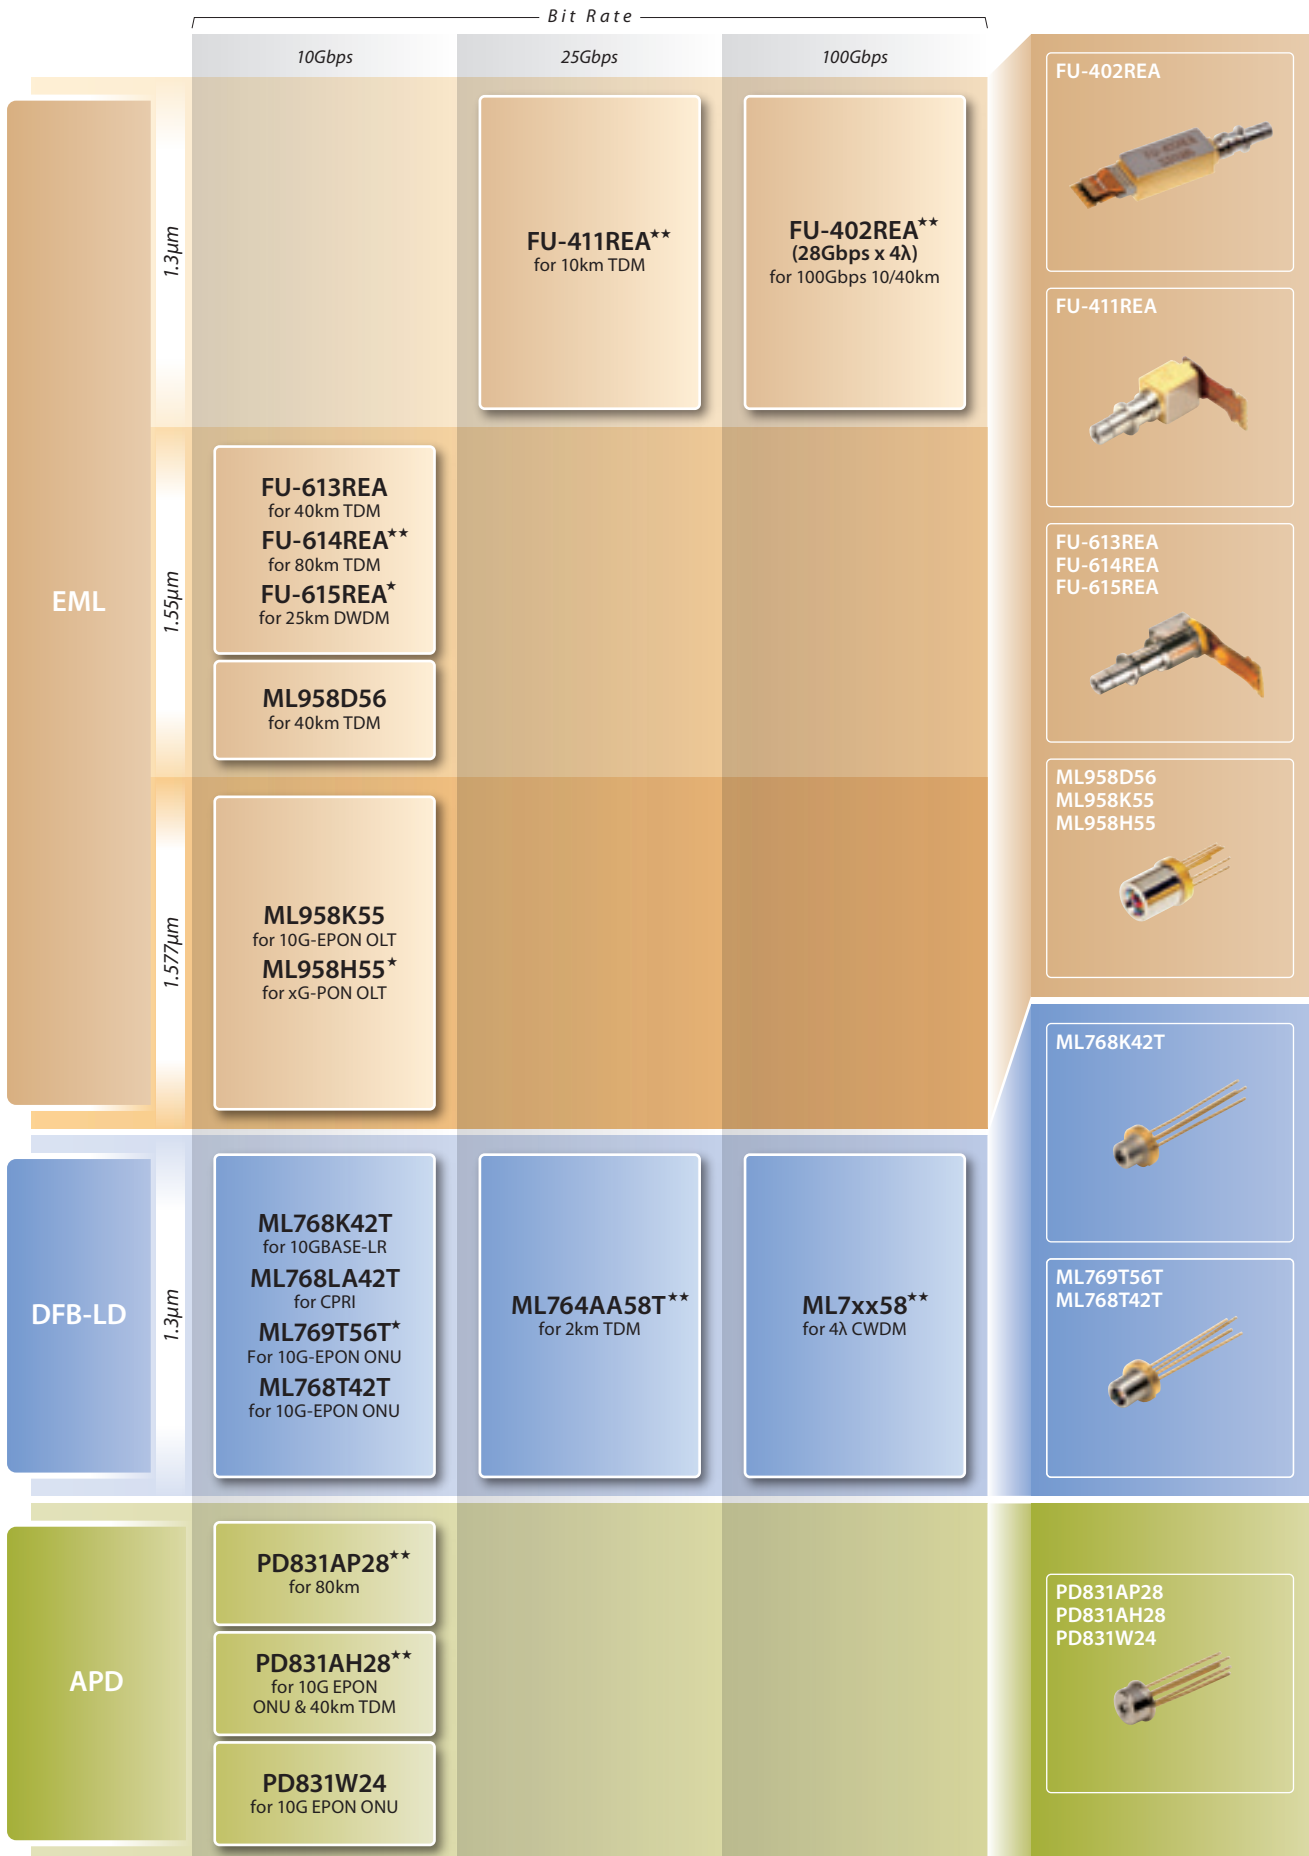 Bit Rate
10Gbps
25Gbps
100Gbps
EML
1.3μm
FU-411REA★★
for 10km TDM
FU-402REA★★
(28Gbps x 4λ)
for 100Gbps 10/40km
1.55μm
FU-613REA
for 40km TDM
FU-614REA★★
for 80km TDM
FU-615REA★
for 25km DWDM
ML958D56
for 40km TDM
1.577μm
ML958K55
for 10G-EPON OLT
ML958H55★
for xG-PON OLT
DFB-LD
1.3μm
ML768K42T
for 10GBASE-LR
ML768LA42T
for CPRI
ML769T56T★
For 10G-EPON ONU
ML768T42T
for 10G-EPON ONU
ML764AA58T★★
for 2km TDM
ML7xx58★★
for 4λ CWDM
APD
PD831AP28★★
for 80km
PD831AH28★★
for 10G EPON
ONU & 40km TDM
PD831W24
for 10G EPON ONU
FU-402REA
FU-411REA
FU-613REA
FU-614REA
FU-615REA
ML958D56
ML958K55
ML958H55
ML768K42T
ML769T56T
ML768T42T
PD831AP28
PD831AH28
PD831W24